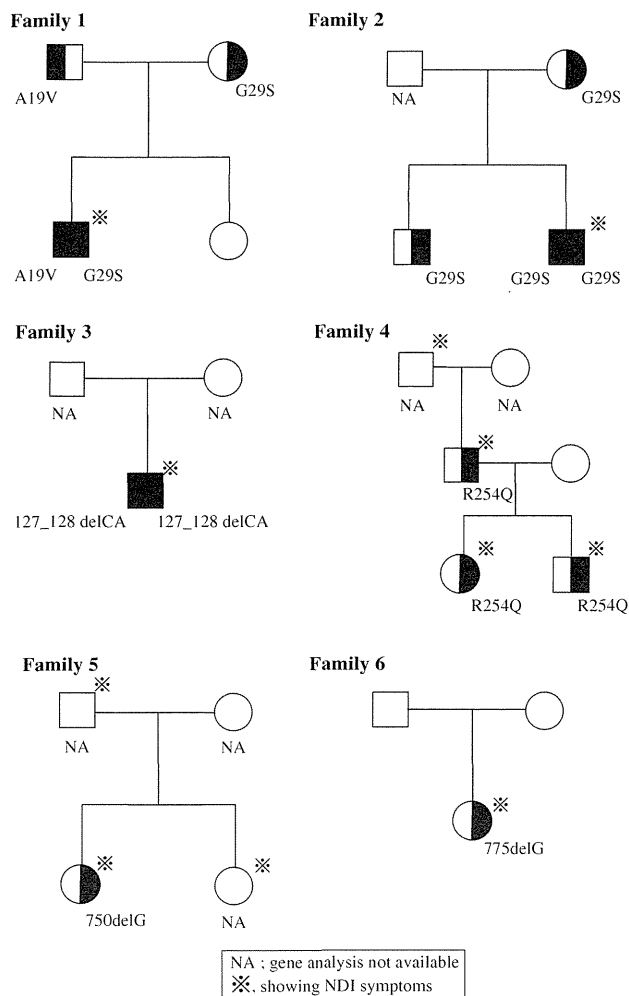 Family 1
Family 2
A19V
G29S
NA
G29S
※
※
A19V G29S
G29S G29S G29S
Family 3
Family 4
※
NA NA
NA NA
※
※
R254Q
127_128 delCA 127_128 delCA
※ ※
R254Q R254Q
Family 5
Family 6
※
NA NA
※ ※
※
750delG NA
775delG
NA ; gene analysis not available
※, showing NDI symptoms